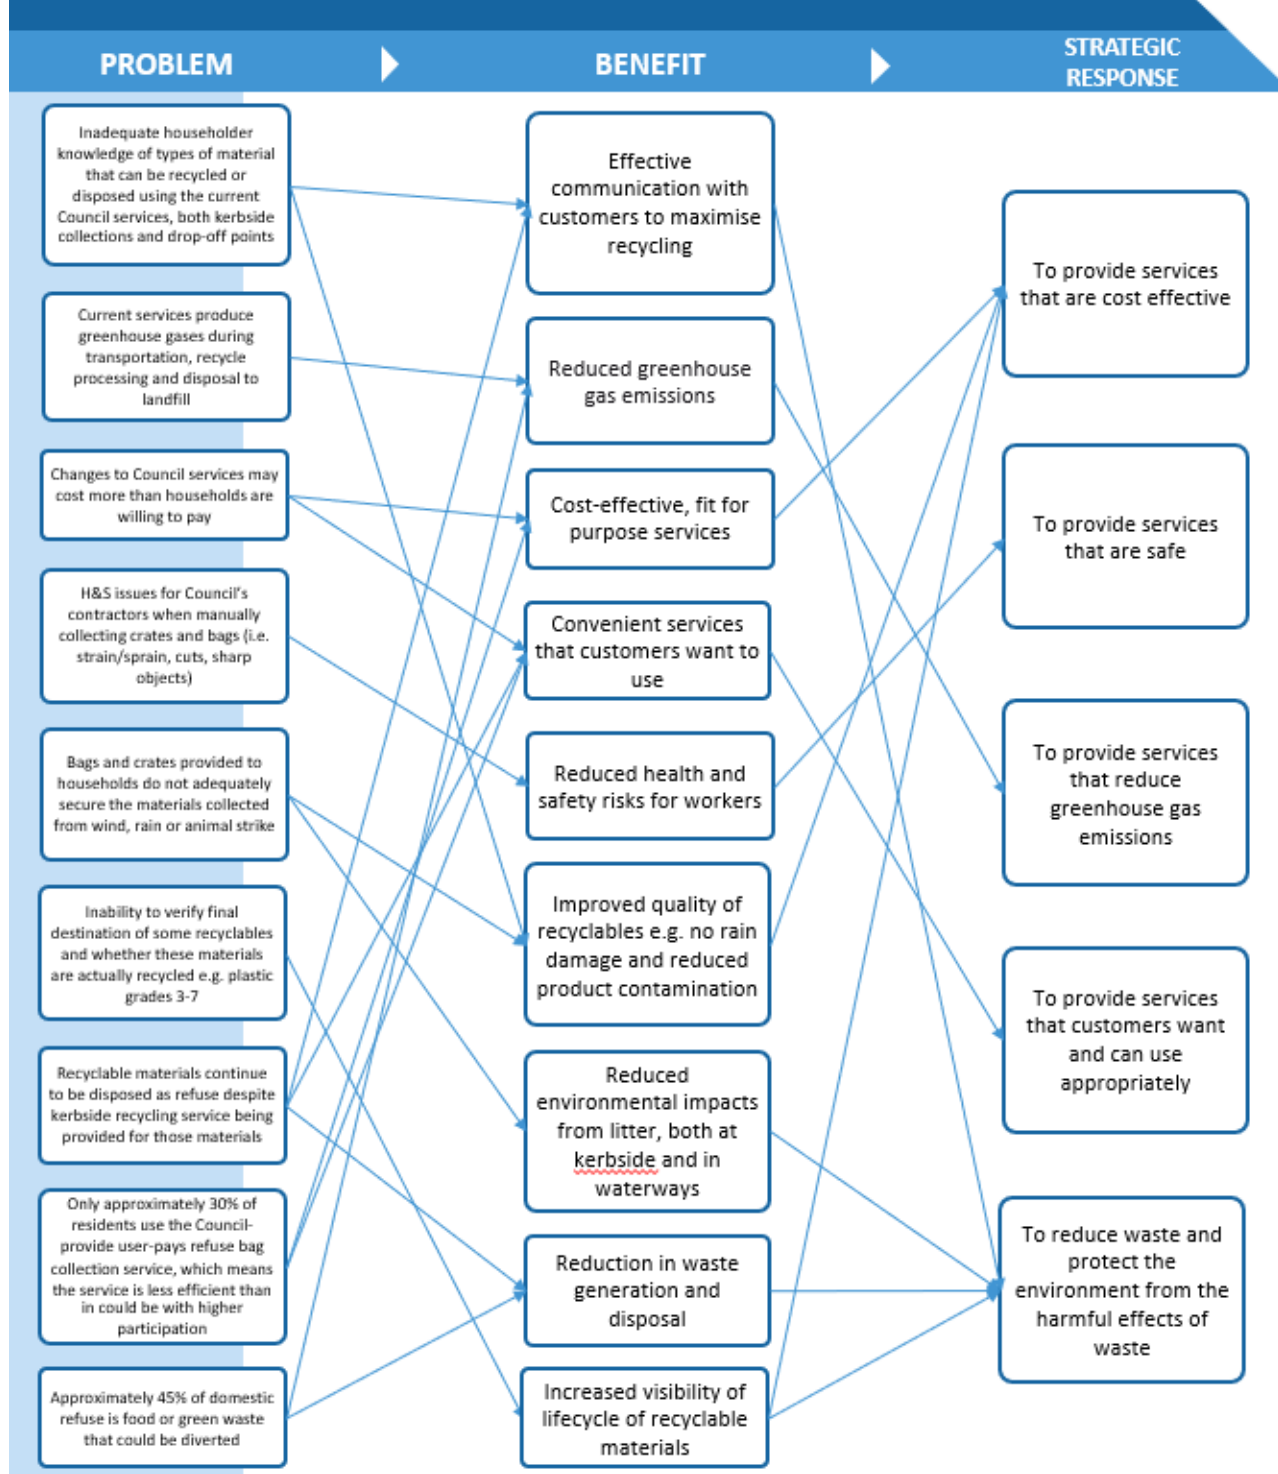 PROBLEM
BENEFIT
STRATEGIC
RESPONSE
Inadequate householder
knowledge of types of material
that can be recycled or
disposed using the current
Council services, both kerbside
collections and drop-off points
Current services produce
greenhouse gases during
transportation, recycle
processing and disposal to
landfill
Changes to Council services may
cost more than households are
willing to pay
H&S issues for Council's
contractors when manually
collecting crates and bags (i.e.
strain/sprain, cuts, sharp
objects)
Bags and crates provided to
households do not adequately
secure the materials collected
from wind, rain or animal strike
Inability to verify final
destination of some recyclables
and whether these materials
are actually recycled e.g. plastic
grades 3-7
Recyclable materials continue
to be disposed as refuse despite
kerbside recycling service being
provided for those materials
Only approximately 30% of
residents use the Council-
provide user-pays refuse bag
collection service, which means
the service is less efficient than
in could be with higher
participation
Approximately 45% of domestic
refuse is food or green waste
that could be diverted
Effective
communication with
customers to maximise
recycling
Reduced greenhouse
gas emissions
Cost-effective, fit for
purpose services
Convenient services
that customers want to
use
Reduced health and
safety risks for workers
Improved quality of
recyclables e.g. no rain
damage and reduced
product contamination
Reduced
environmental impacts
from litter, both at
kerbside and in
waterways
Reduction in waste
generation and
disposal
Increased visibility of
lifecycle of recyclable
materials
To provide services
that are cost effective
To provide services
that are safe
To provide services
that reduce
greenhouse gas
emissions
To provide services
that customers want
and can use
appropriately
To reduce waste and
protect the
environment from the
harmful effects of
waste